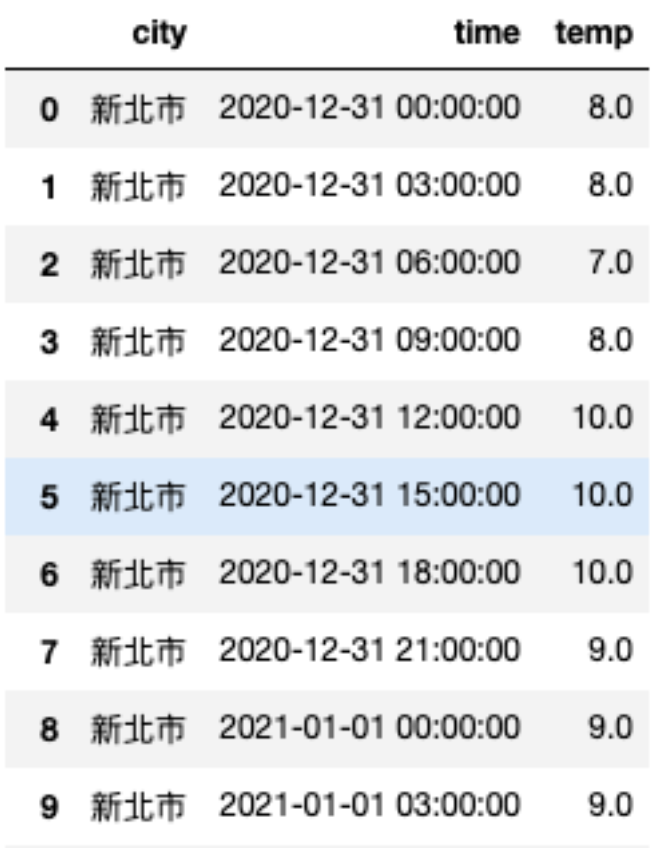 city time temp
0 新北市 2020-12-31 00:00:00 8.0
1 新北市 2020-12-31 03:00:00 8.0
2 新北市 2020-12-31 06:00:00 7.0
3 新北市 2020-12-31 09:00:00 8.0
4 新北市 2020-12-31 12:00:00 10.0
5 新北市 2020-12-31 15:00:00 10.0
6 新北市 2020-12-31 18:00:00 10.0
7 新北市 2020-12-31 21:00:00 9.0
8 新北市 2021-01-01 00:00:00 9.0
9 新北市 2021-01-01 03:00:00 9.0